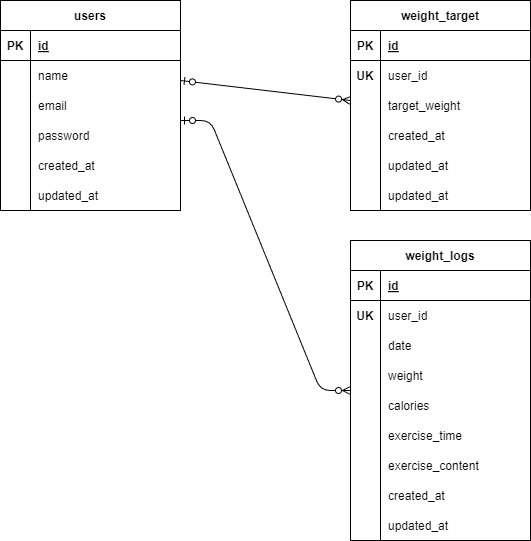 users
PK id
name
email
password
created_at
updated_at
weight_target
PK id
UK user_id
target_weight
created_at
updated_at
updated_at
weight_logs
PK id
UK user_id
date
weight
calories
exercise_time
exercise_content
created_at
updated_at